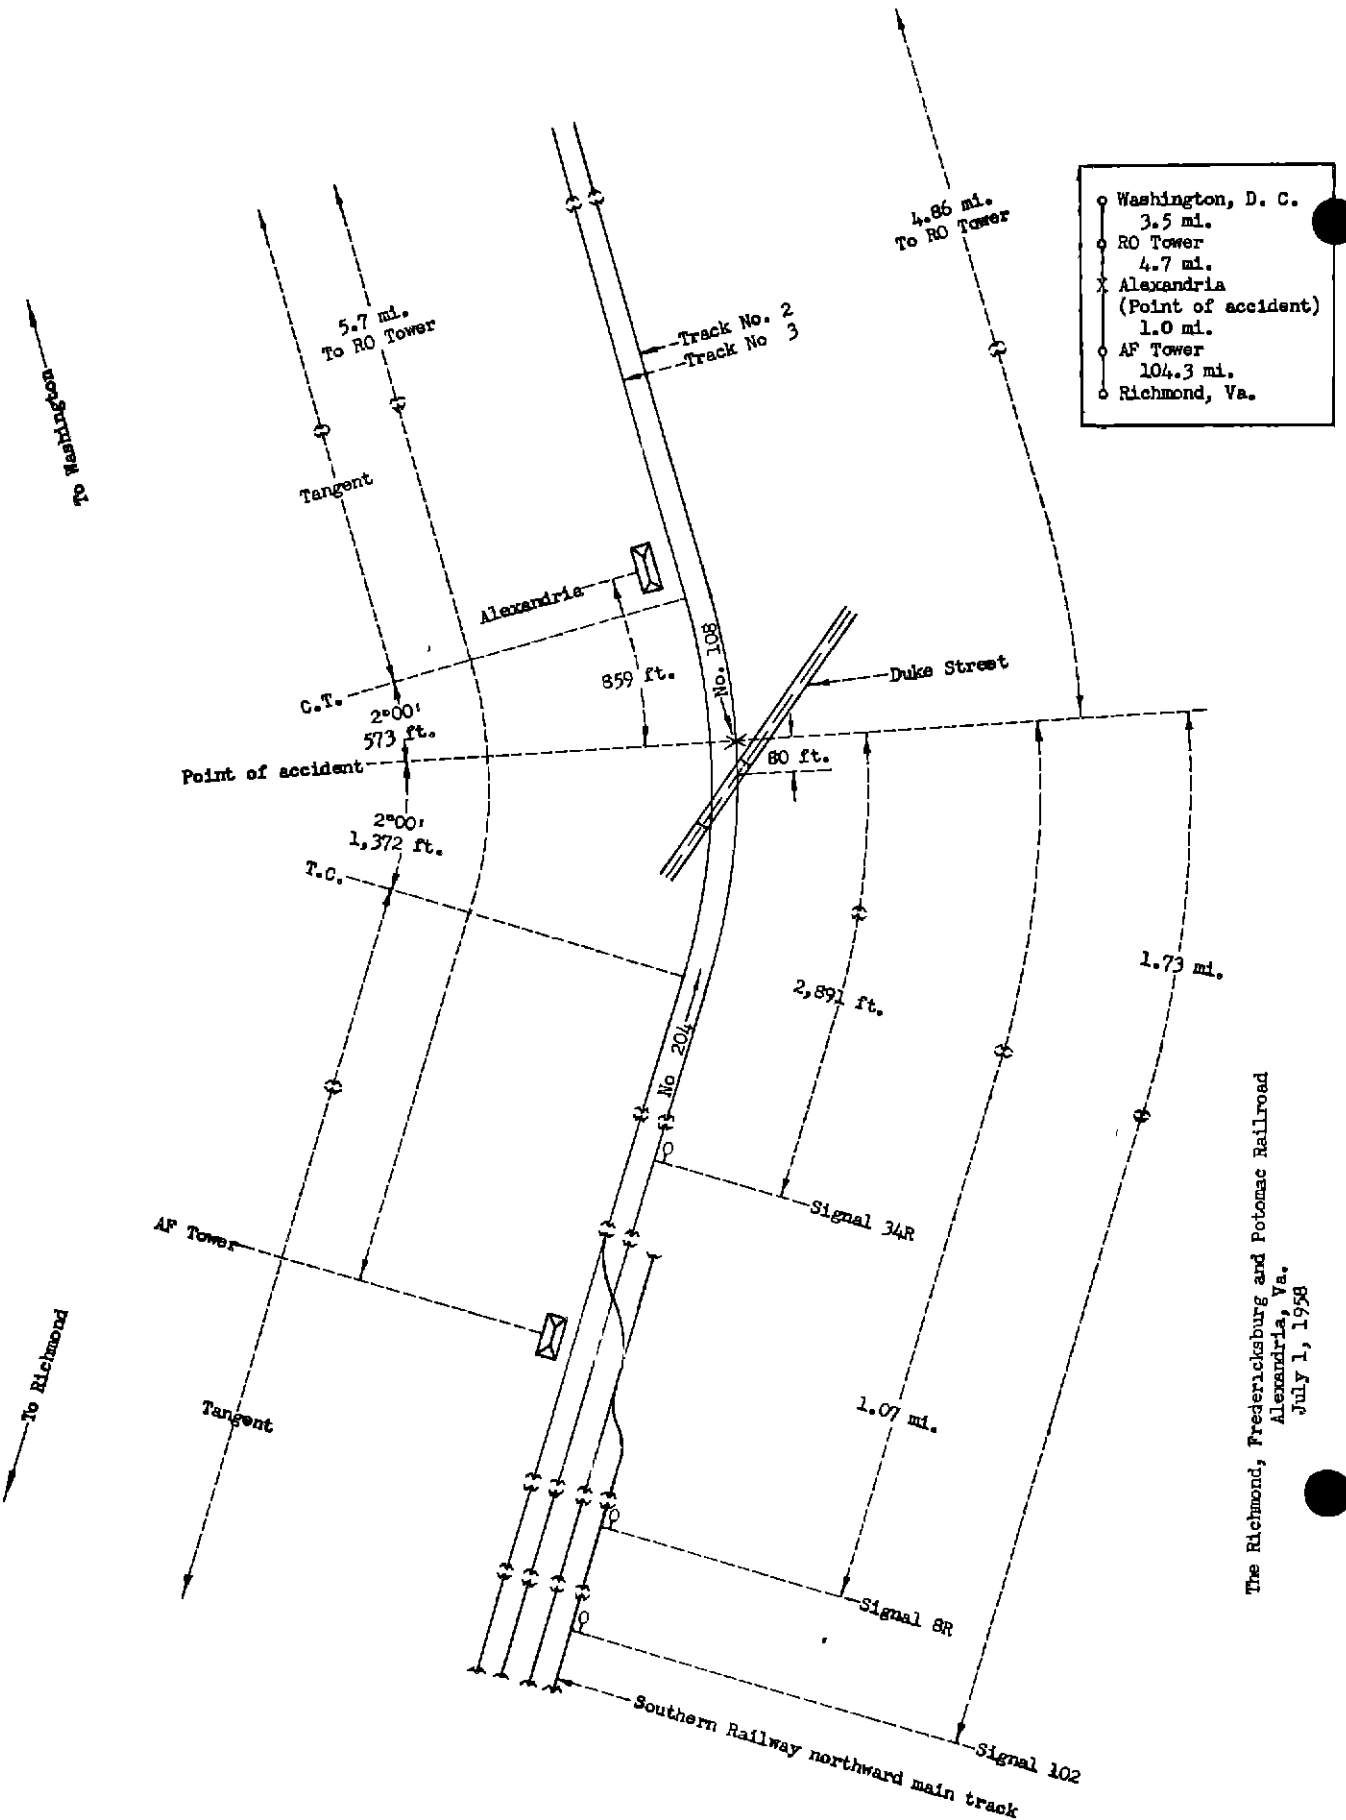 Washington, D. C.
3.5 mi.
RO Tower
4.7 mi.
Alexandria
(Point of accident)
1.0 mi.
AF Tower
104.3 mi.
Richmond, Va.
4.86 mi.
To RO Tower
5.7 mi.
To RO Tower
Track No. 2
Track No 3
To Washington
Tangent
Alexandria
No. 108
859 ft.
Duke Street
C.T.
2°00'
573 ft.
Point of accident
80 ft.
2°00'
1,372 ft.
T.C.
1.73 mi.
2,891 ft.
No 204
Signal 34R
AF Tower
To Richmond
Tangent
1.07 mi.
Signal 8R
Signal 102
Southern Railway northward main track
The Richmond, Fredericksburg and Potomac Railroad
Alexandria, Va.
July 1, 1958